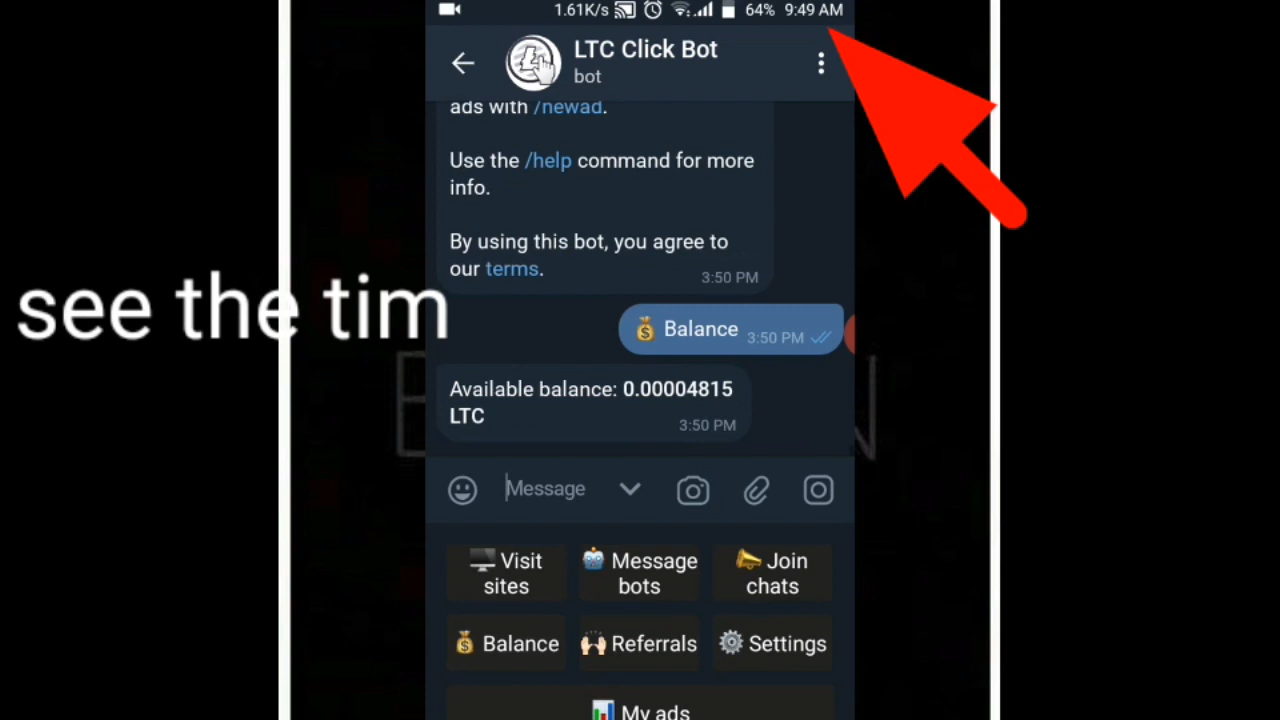 1.61K/s 64% 9:49 AM
LTC Click Bot
bot
ads with /newad.
Use the /help command for more
info.
By using this bot, you agree to
our terms.
3:50 PM
see the tim
💰 Balance 3:50 PM
Available balance: 0.00004815
LTC
3:50 PM
Message
🖥 Visit
sites
🤖 Message
bots
📣 Join
chats
💰 Balance
🙌🏻 Referrals
⚙ Settings
📊 My ads